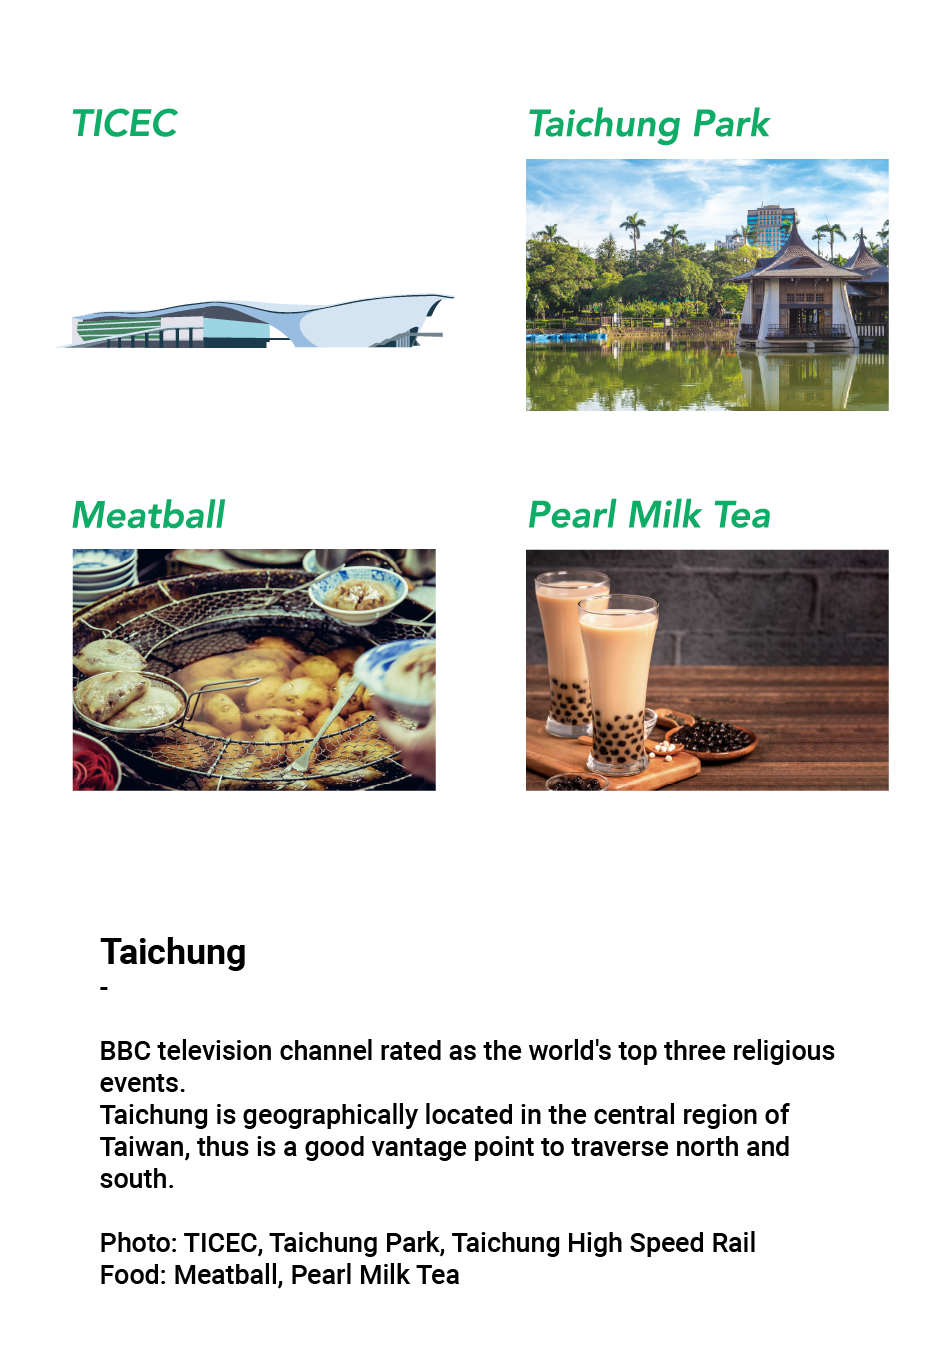 TICEC
Taichung Park
Meatball
Pearl Milk Tea
Taichung
-
BBC television channel rated as the world's top three religious
events.
Taichung is geographically located in the central region of
Taiwan, thus is a good vantage point to traverse north and
south.
Photo: TICEC, Taichung Park, Taichung High Speed Rail
Food: Meatball, Pearl Milk Tea